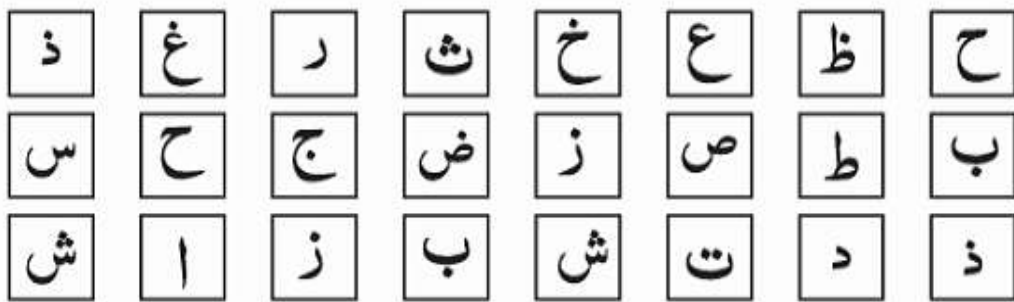 ح ظ ع خ ث ر غ ذ
ب ط ص ز ض ج ح س
ذ د ت ش ب ز ا ش